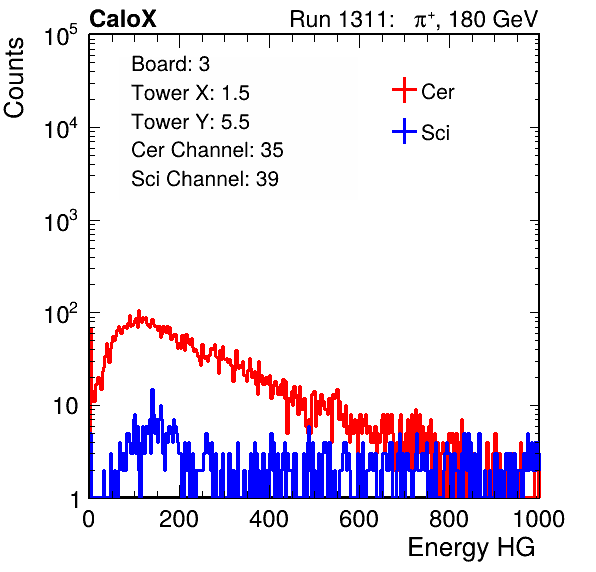 CaloX Run 1311: π⁺, 180 GeV
Counts
Board: 3
Tower X: 1.5
Tower Y: 5.5
Cer Channel: 35
Sci Channel: 39
Cer
Sci
10⁵
10⁴
10³
10²
10
1
0 200 400 600 800 1000
Energy HG